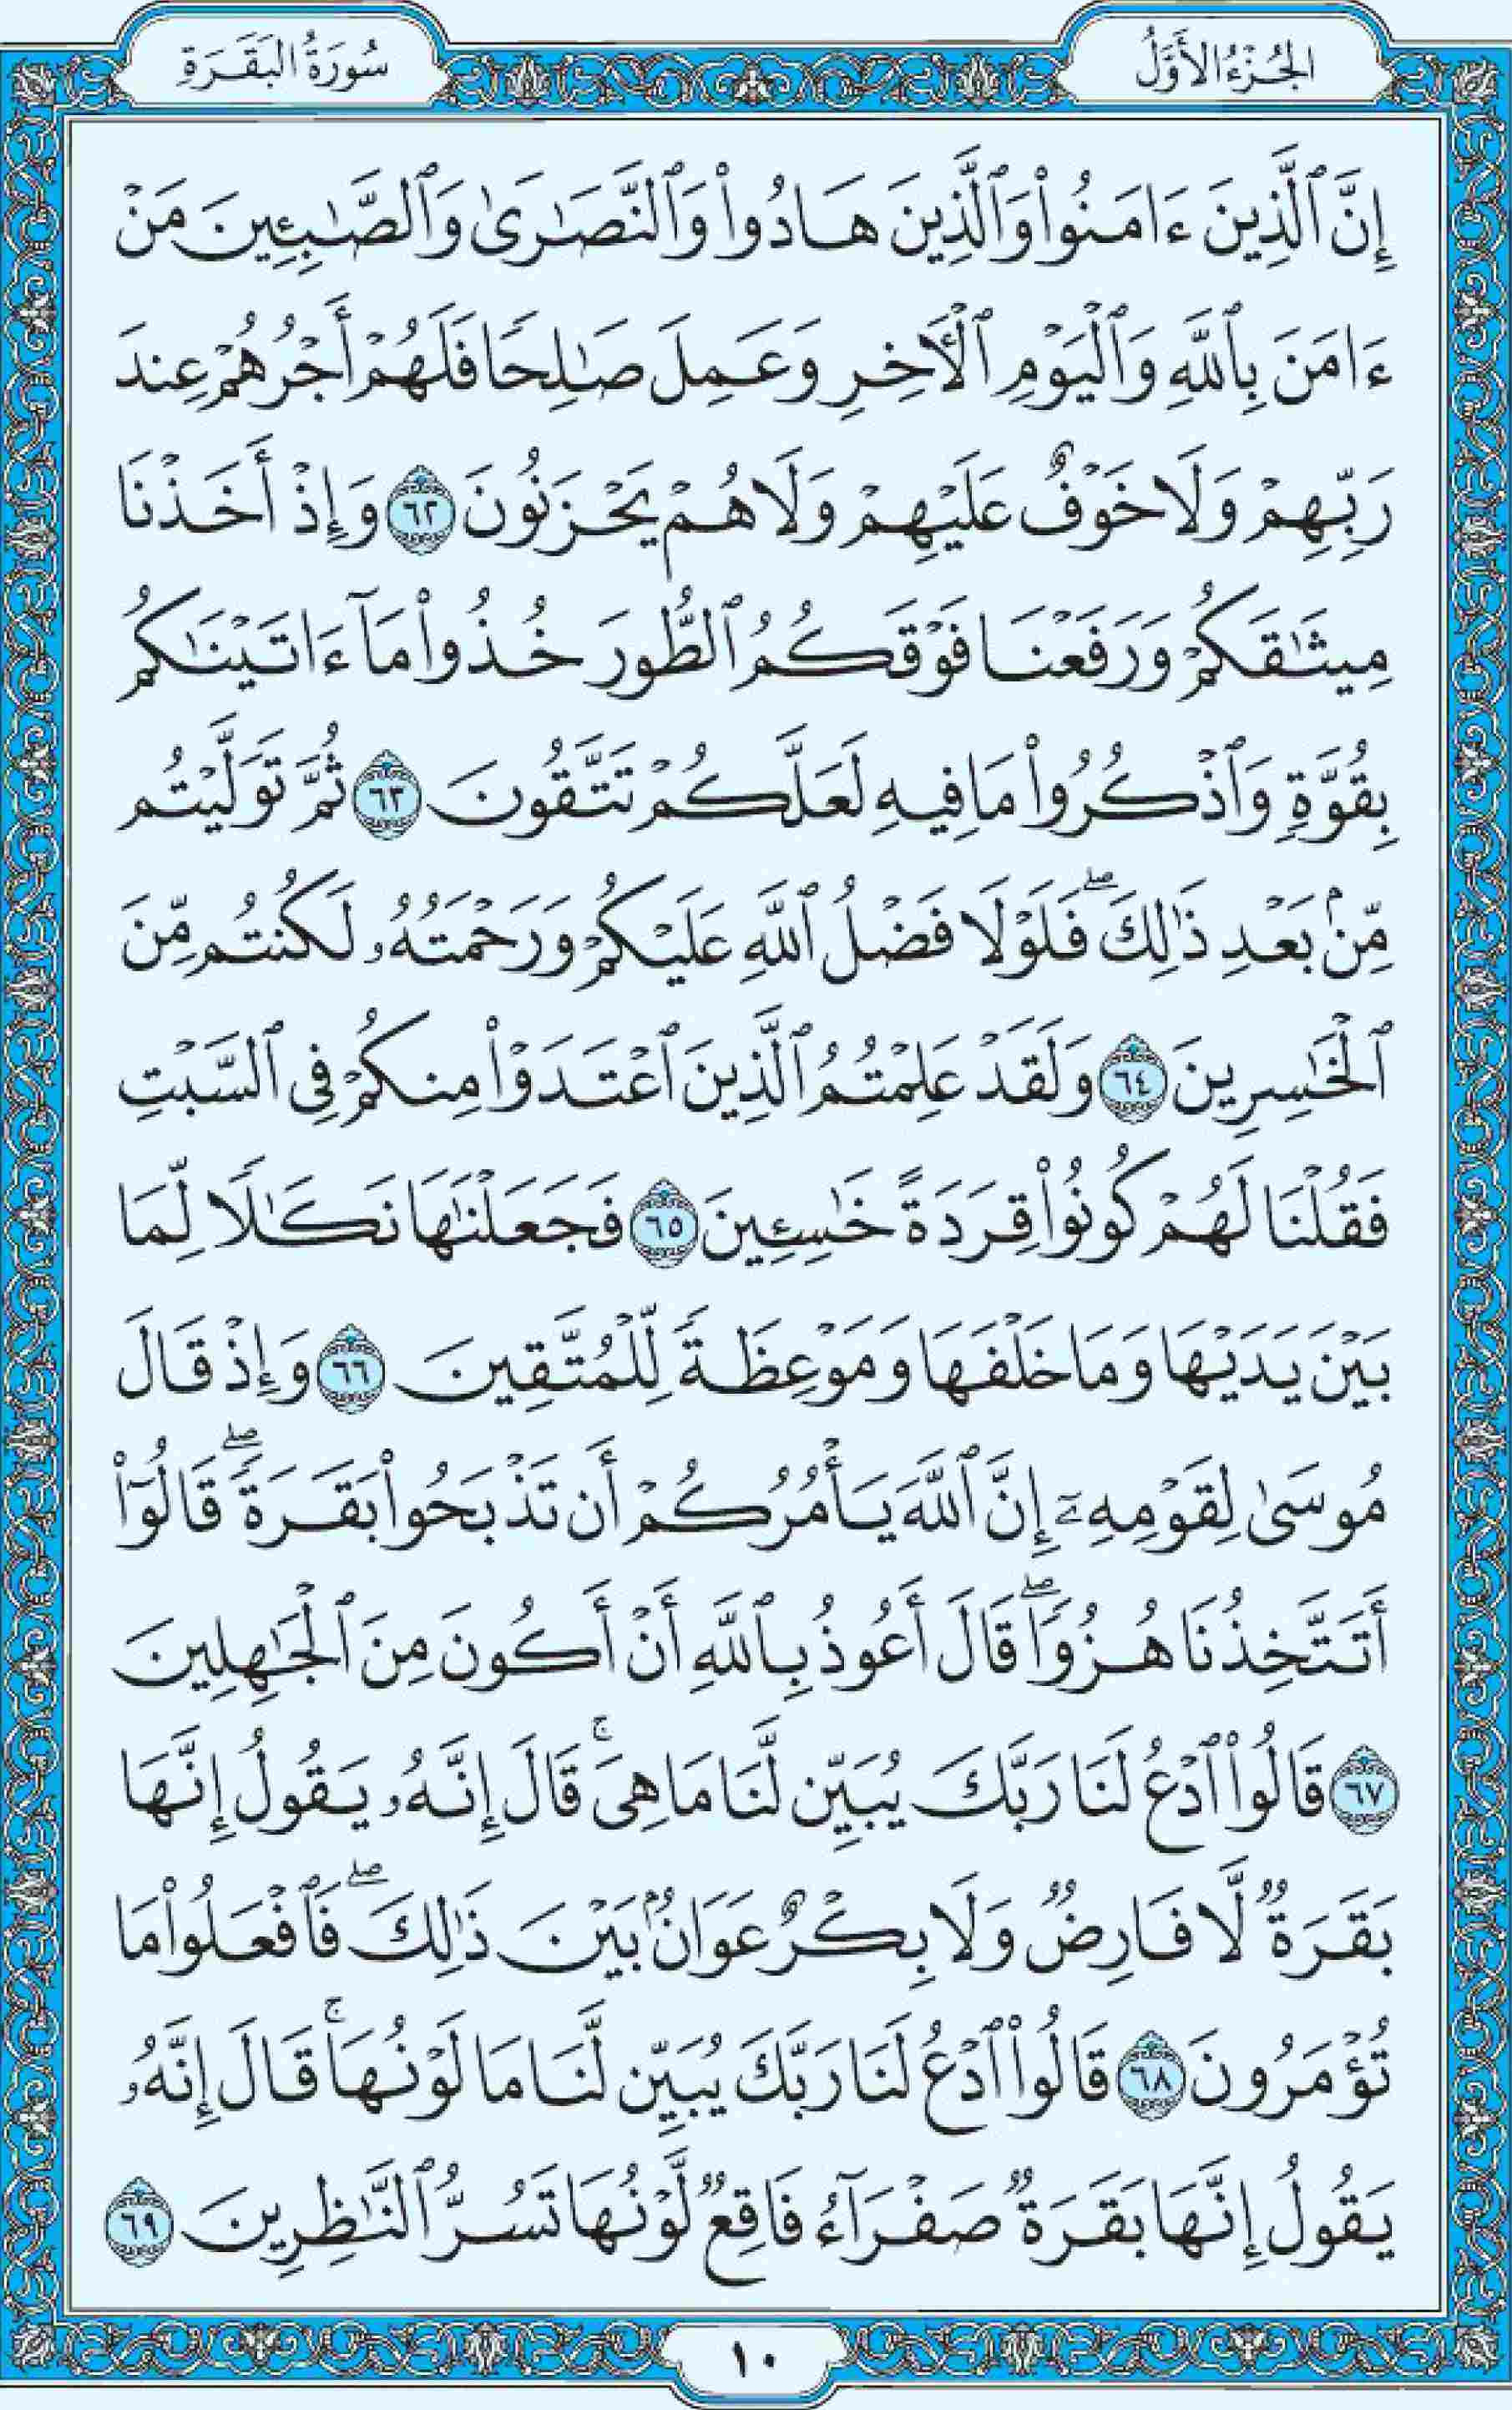 الجُزْءُ الأَوَّلُ
سُورَةُ البَقَرَةِ
إِنَّ ٱلَّذِينَ ءَامَنُواْ وَٱلَّذِينَ هَادُواْ وَٱلنَّصَٰرَىٰ وَٱلصَّٰبِـِٔينَ مَنْ
ءَامَنَ بِٱللَّهِ وَٱلْيَوْمِ ٱلْأٓخِرِ وَعَمِلَ صَٰلِحًا فَلَهُمْ أَجْرُهُمْ عِندَ
رَبِّهِمْ وَلَا خَوْفٌ عَلَيْهِمْ وَلَا هُمْ يَحْزَنُونَ ٦٢ وَإِذْ أَخَذْنَا
مِيثَٰقَكُمْ وَرَفَعْنَا فَوْقَكُمُ ٱلطُّورَ خُذُواْ مَآ ءَاتَيْنَٰكُم
بِقُوَّةٍ وَٱذْكُرُواْ مَا فِيهِ لَعَلَّكُمْ تَتَّقُونَ ٦٣ ثُمَّ تَوَلَّيْتُم
مِّنۢ بَعْدِ ذَٰلِكَۖ فَلَوْلَا فَضْلُ ٱللَّهِ عَلَيْكُمْ وَرَحْمَتُهُۥ لَكُنتُم مِّنَ
ٱلْخَٰسِرِينَ ٦٤ وَلَقَدْ عَلِمْتُمُ ٱلَّذِينَ ٱعْتَدَوْاْ مِنكُمْ فِى ٱلسَّبْتِ
فَقُلْنَا لَهُمْ كُونُواْ قِرَدَةً خَٰسِـِٔينَ ٦٥ فَجَعَلْنَٰهَا نَكَٰلًا لِّمَا
بَيْنَ يَدَيْهَا وَمَا خَلْفَهَا وَمَوْعِظَةً لِّلْمُتَّقِينَ ٦٦ وَإِذْ قَالَ
مُوسَىٰ لِقَوْمِهِۦٓ إِنَّ ٱللَّهَ يَأْمُرُكُمْ أَن تَذْبَحُواْ بَقَرَةًۖ قَالُوٓاْ
أَتَتَّخِذُنَا هُزُوًاۖ قَالَ أَعُوذُ بِٱللَّهِ أَنْ أَكُونَ مِنَ ٱلْجَٰهِلِينَ
٦٧ قَالُواْ ٱدْعُ لَنَا رَبَّكَ يُبَيِّن لَّنَا مَا هِىَۚ قَالَ إِنَّهُۥ يَقُولُ إِنَّهَا
بَقَرَةٌ لَّا فَارِضٌ وَلَا بِكْرٌ عَوَانٌۢ بَيْنَ ذَٰلِكَۖ فَٱفْعَلُواْ مَا
تُؤْمَرُونَ ٦٨ قَالُواْ ٱدْعُ لَنَا رَبَّكَ يُبَيِّن لَّنَا مَا لَوْنُهَاۚ قَالَ إِنَّهُۥ
يَقُولُ إِنَّهَا بَقَرَةٌ صَفْرَآءُ فَاقِعٌ لَّوْنُهَا تَسُرُّ ٱلنَّٰظِرِينَ ٦٩
١٠